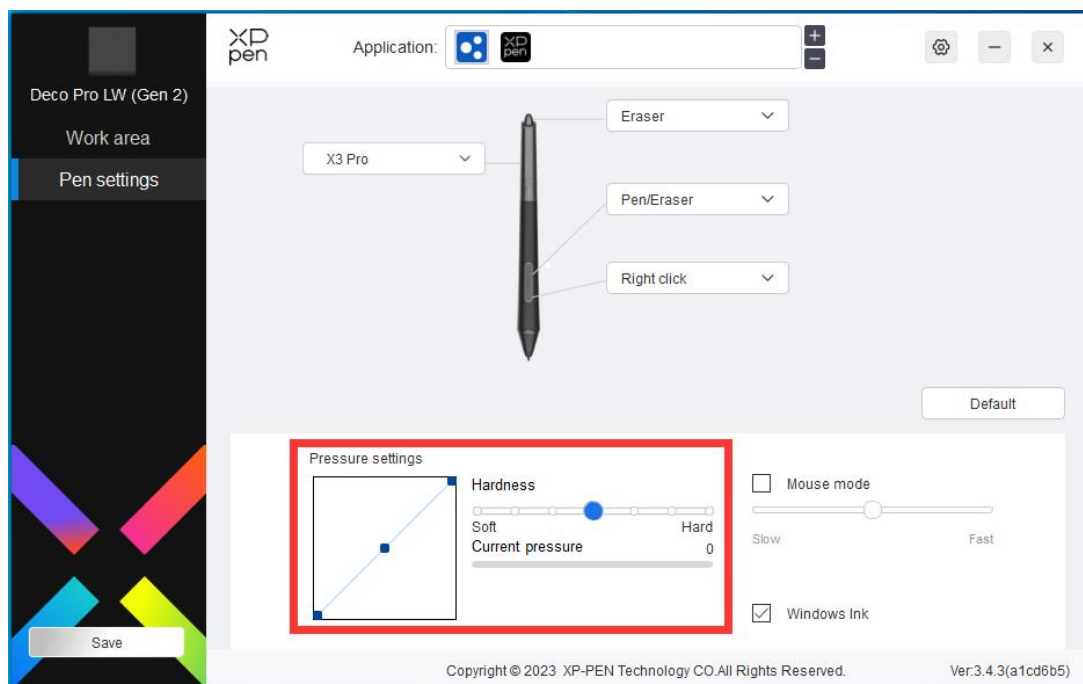 XP
pen
Application:
XP
pen
Deco Pro LW (Gen 2)
Work area
Pen settings
Eraser
X3 Pro
Pen/Eraser
Right click
Default
Pressure settings
Hardness
Soft Hard
Current pressure 0
Mouse mode
Slow Fast
Windows Ink
Save
Copyright © 2023 XP-PEN Technology CO.All Rights Reserved.
Ver:3.4.3(a1cd6b5)